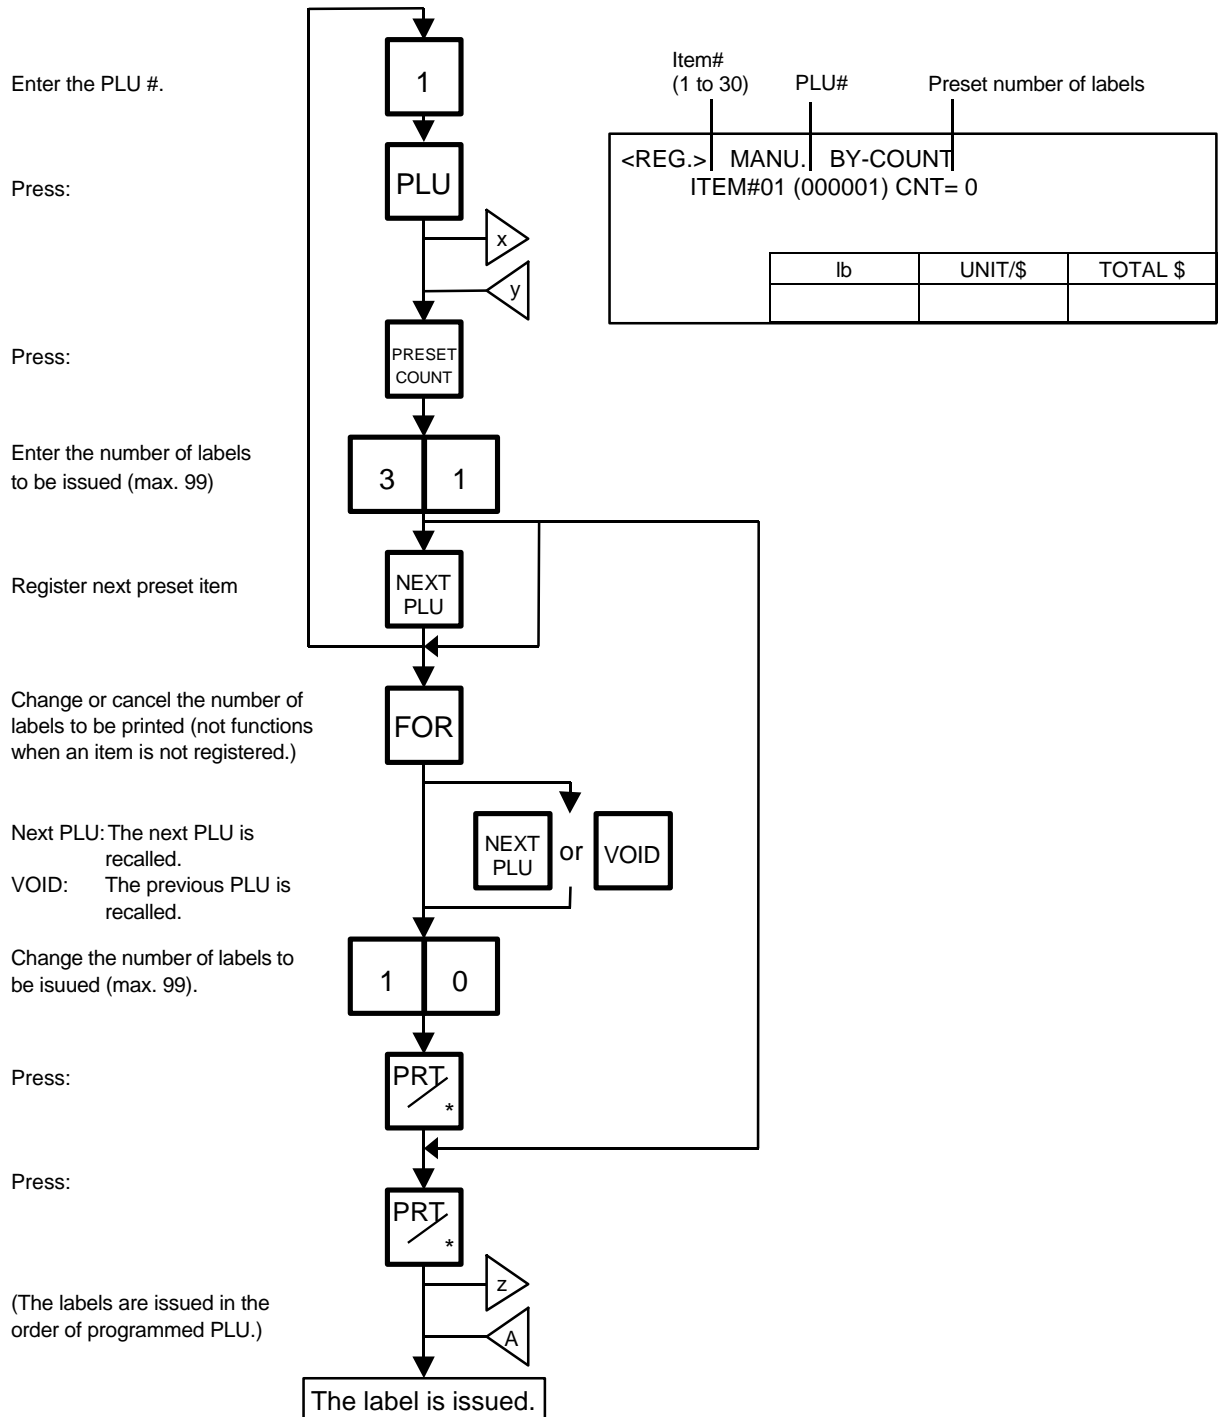 Enter the PLU #.
1
Item#
(1 to 30)
PLU#
Preset number of labels
<REG.> MANU. BY-COUNT
ITEM#01 (000001) CNT= 0
lb UNIT/$ TOTAL $
Press:
PLU
x
y
Press:
PRESET
COUNT
Enter the number of labels
to be issued (max. 99)
3 1
Register next preset item
NEXT
PLU
Change or cancel the number of
labels to be printed (not functions
when an item is not registered.)
FOR
Next PLU: The next PLU is
recalled.
VOID: The previous PLU is
recalled.
NEXT
PLU
or
VOID
Change the number of labels to
be isuued (max. 99).
1 0
Press:
PRT
*
Press:
PRT
*
z
(The labels are issued in the
order of programmed PLU.)
A
The label is issued.